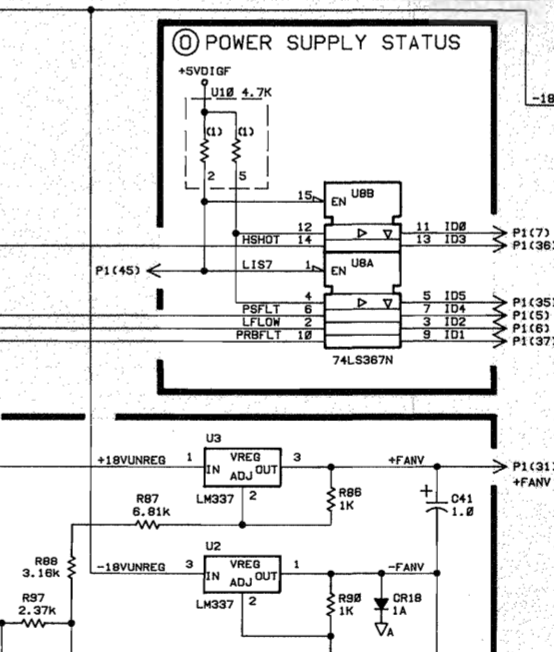 -18
O POWER SUPPLY STATUS
+5VDIGF
U10 4.7K
(1) (1)
2 5
15 EN U8B
12 11 ID0 P1(7)
HSHOT 14 13 ID3 P1(36)
P1(45) LIS7 1 EN U8A
4 5 ID5 P1(35)
PSFLT 6 7 ID4 P1(5)
LFLOW 2 3 ID2 P1(6)
PRBFLT 10 9 ID1 P1(37)
74LS367N
U3
+18VUNREG 1 IN VREG ADJ OUT 3 +FANV P1(31)
+FANV
LM337 2
R87
6.81k
R86
1K
+ C41
1.0
U2
R88
3.16k
-18VUNREG 3 IN VREG ADJ OUT 1 -FANV
LM337 2
R97
2.37k
R90
1K
CR18
1A
A